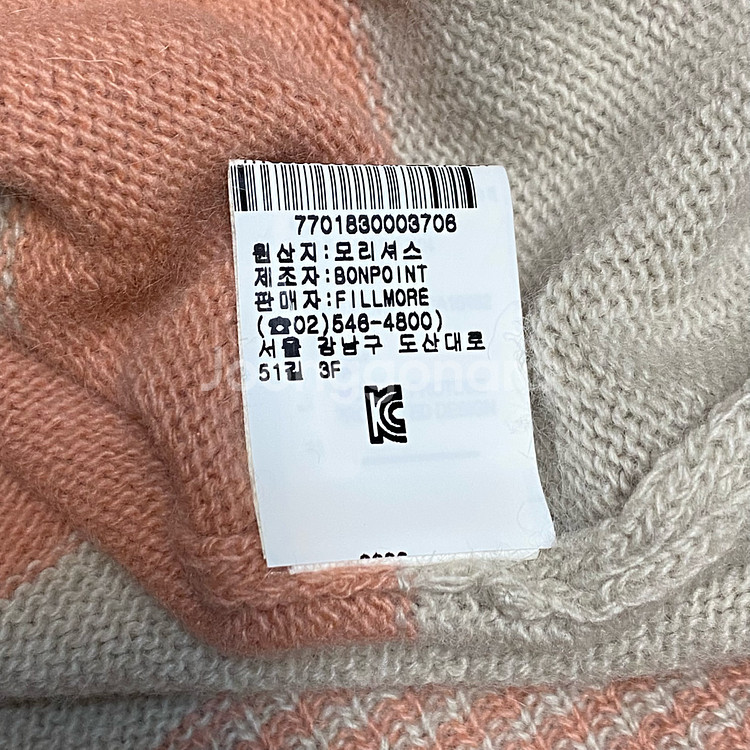 7701830003706
원산지:모리셔스
제조자:BONPOINT
판매자:FILLMORE
(☎02)546-4800)
서울 강남구 도산대로
51길 3F
KC